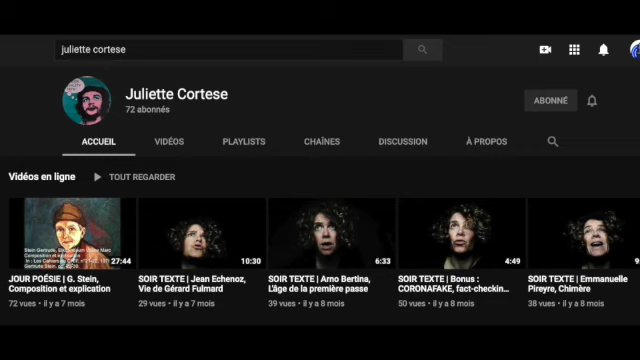 juliette cortese
Juliette Cortese
72 abonnés
ABONNÉ
ACCUEIL VIDÉOS PLAYLISTS CHAÎNES DISCUSSION À PROPOS
Vidéos en ligne TOUT REGARDER
Composition et explication
27:44 10:30 6:33 4:49 9
JOUR POÉSIE | G. Stein,
Composition et explication
72 vues • il y a 7 mois
SOIR TEXTE | Jean Echenoz,
Vie de Gérard Fulmard
29 vues • il y a 7 mois
SOIR TEXTE | Arno Bertina,
L'âge de la première passe
39 vues • il y a 8 mois
SOIR TEXTE | Bonus :
CORONAFAKE, fact-checkin...
50 vues • il y a 8 mois
SOIR TEXTE | Emmanuelle
Pireyre, Chimère
38 vues • il y a 8 mois